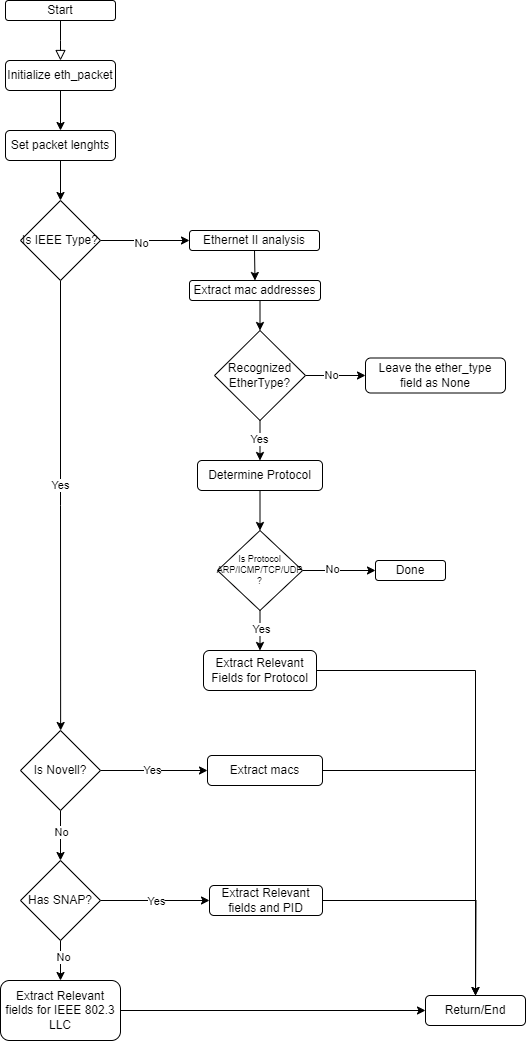 Start
Initialize eth_packet
Set packet lenghts
Is IEEE Type?
No
Ethernet II analysis
Extract mac addresses
Recognized
EtherType?
No
Leave the ether_type
field as None
Yes
Yes
Determine Protocol
Is Protocol
ARP/ICMP/TCP/UDP
?
No
Done
Yes
Extract Relevant
Fields for Protocol
Is Novell?
Yes
Extract macs
No
Has SNAP?
Yes
Extract Relevant
fields and PID
No
Extract Relevant
fields for IEEE 802.3
LLC
Return/End